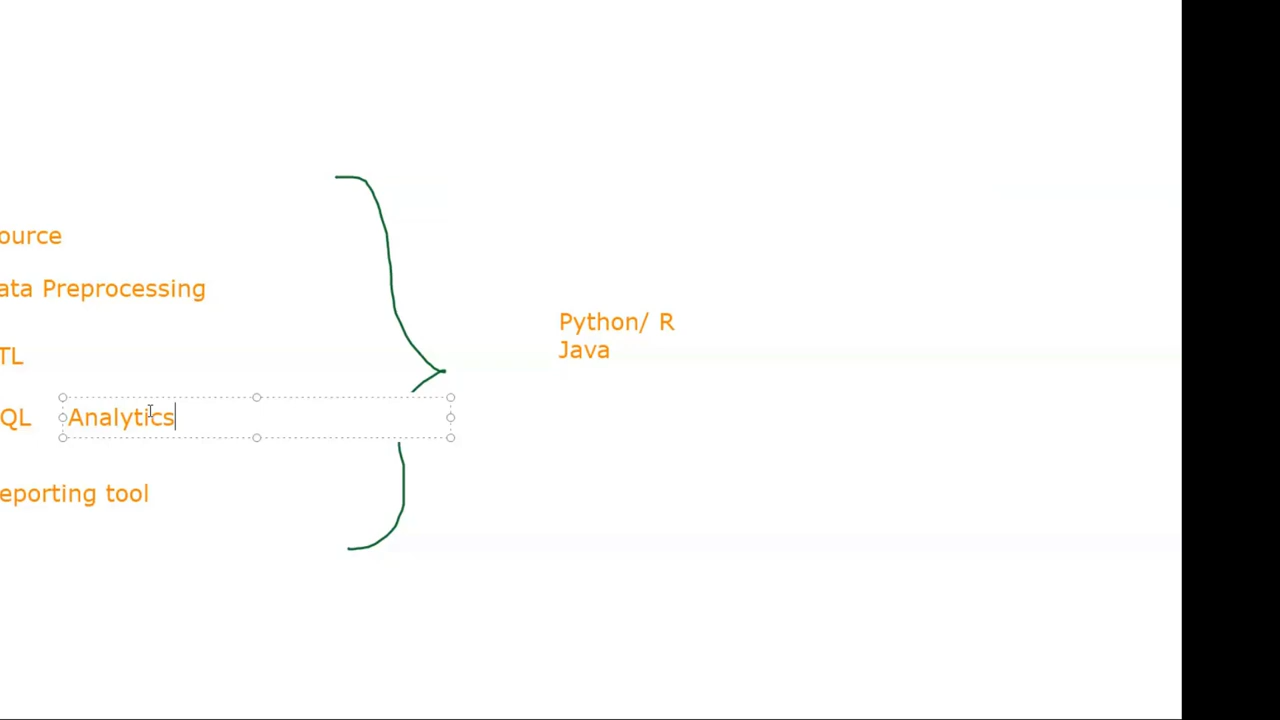 ource
ata Preprocessing
Python/ R
Java
TL
QL Analytics
eporting tool